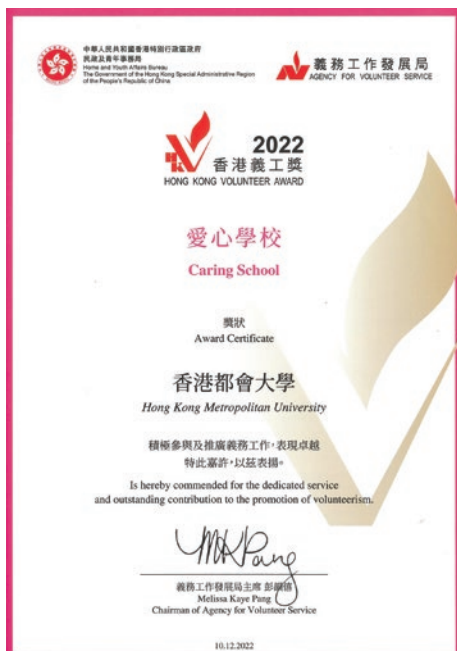 中華人民共和國香港特別行政區政府
民政及青年事務局
Home and Youth Affairs Bureau
The Government of the Hong Kong Special Administrative Region
of the People's Republic of China
義務工作發展局
AGENCY FOR VOLUNTEER SERVICE
2022
香港義工獎
HONG KONG VOLUNTEER AWARD
愛心學校
Caring School
獎狀
Award Certificate
香港都會大學
Hong Kong Metropolitan University
積極參與及推廣義務工作，表現卓越
特此嘉許，以茲表揚。
Is hereby commended for the dedicated service
and outstanding contribution to the promotion of volunteerism.
義務工作發展局主席 彭
Melissa Kaye Pang
Chairman of Agency for Volunteer Service
10.12.2022